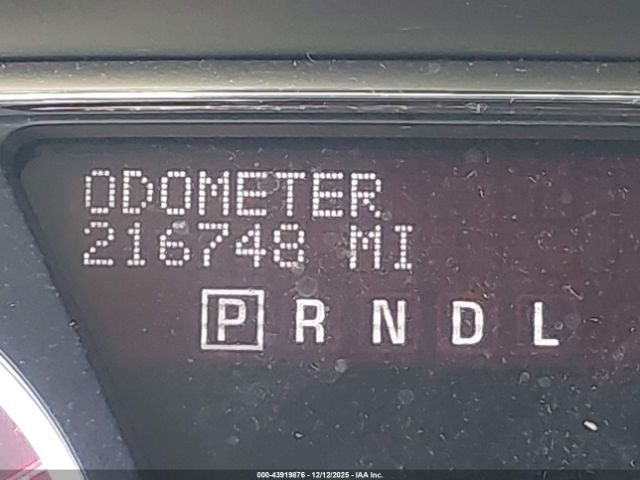 ODOMETER
216748 MI
P R N D L
000-43919876 - 12/12/2025 - IAA Inc.